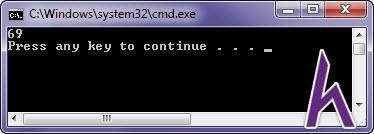 C:\Windows\system32\cmd.exe
69
Press any key to continue . . . _